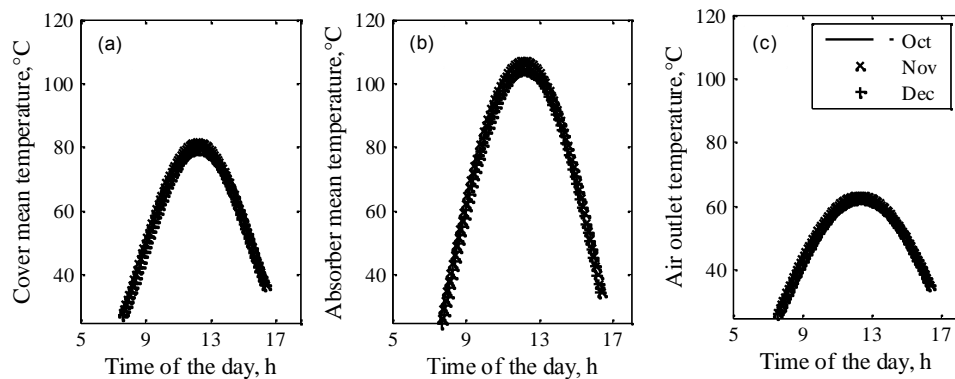 (a)
Cover mean temperature,°C
120
100
80
60
40
5 9 13 17
Time of the day, h
(b)
Absorber mean temperature,°C
120
100
80
60
40
5 9 13 17
Time of the day, h
(c)
Air outlet temperature,°C
120
100
80
60
40
5 9 13 17
Time of the day, h
Oct
Nov
Dec